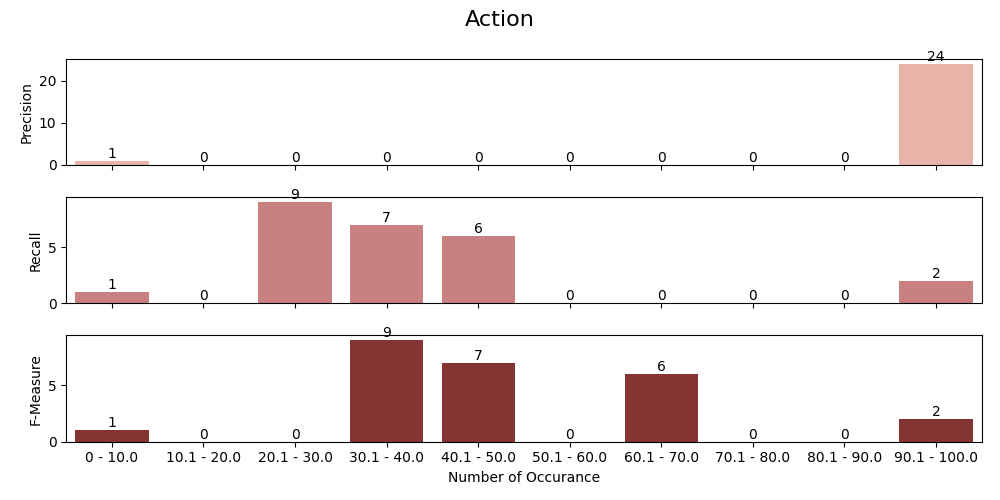 Action
Precision
20
10
0
1 0 0 0 0 0 0 0 0 24
Recall
5
0
1 0 9 7 6 0 0 0 0 2
F-Measure
5
0
1 0 0 9 7 0 6 0 0 2
0 - 10.0 10.1 - 20.0 20.1 - 30.0 30.1 - 40.0 40.1 - 50.0 50.1 - 60.0 60.1 - 70.0 70.1 - 80.0 80.1 - 90.0 90.1 - 100.0
Number of Occurance